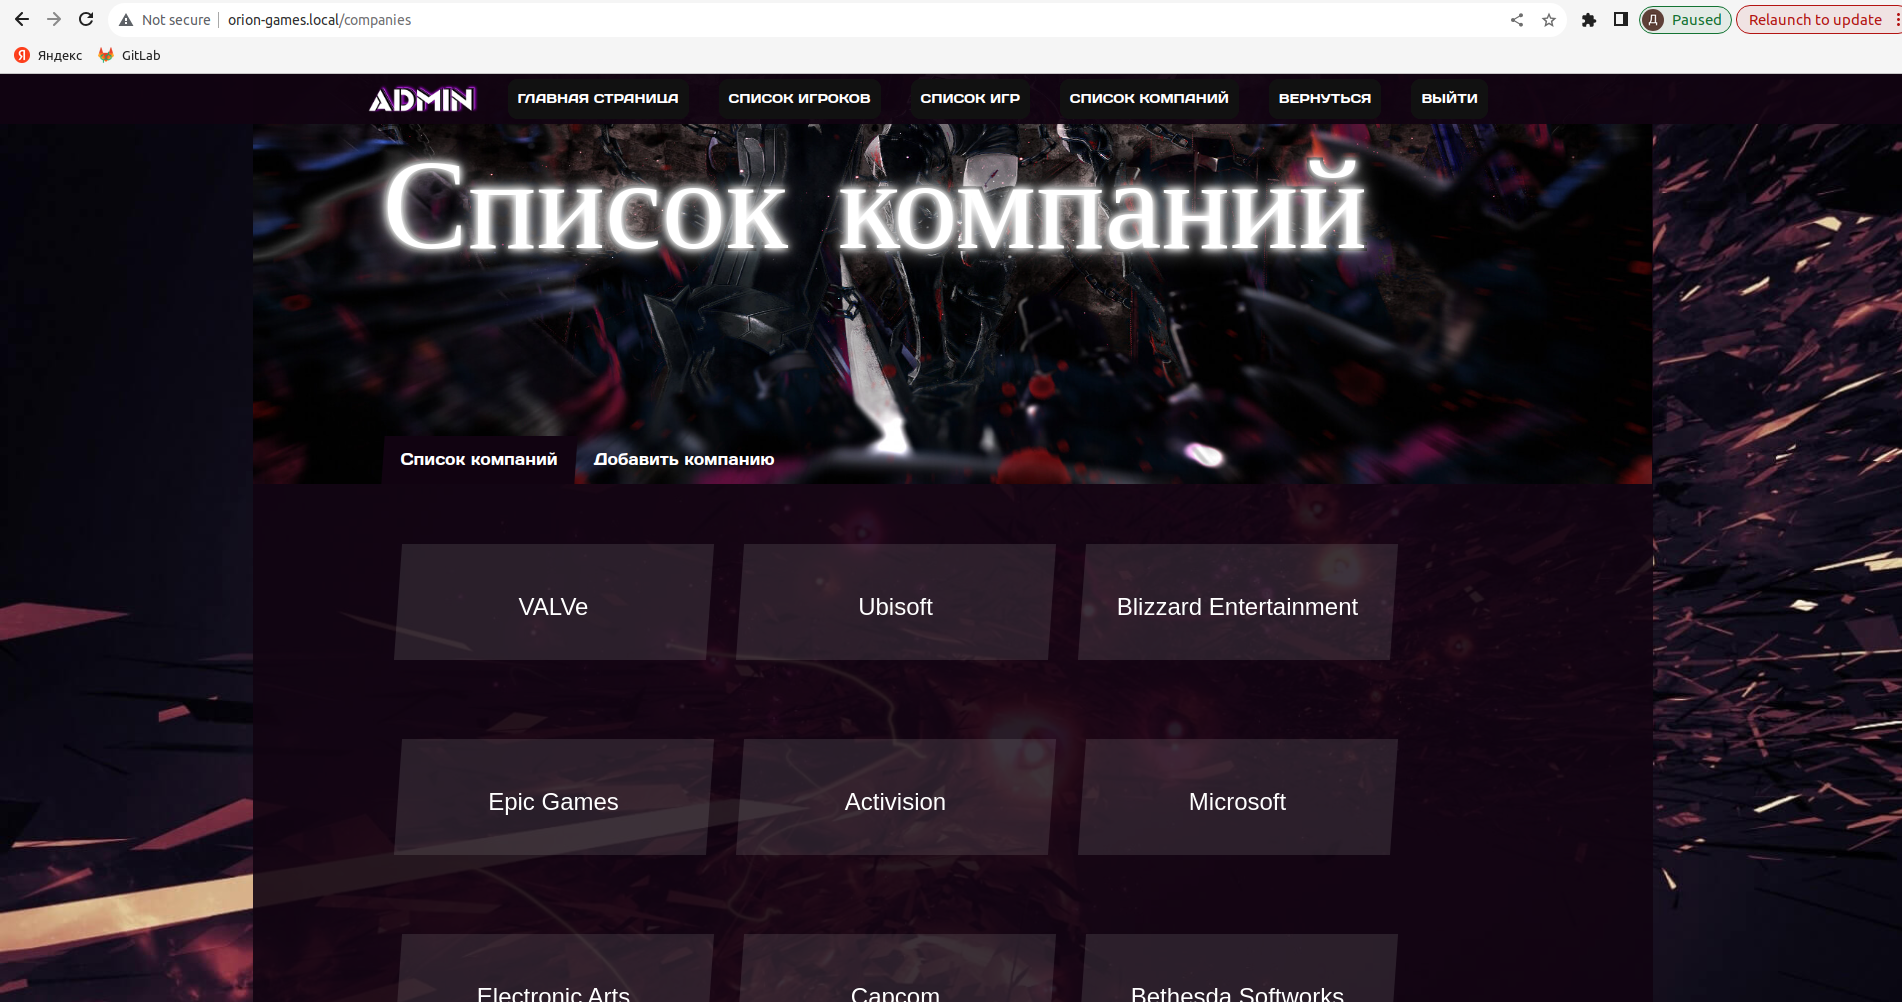 Not secure orion-games.local/companies Д Paused Relaunch to update
Я Яндекс GitLab
ADMIN ГЛАВНАЯ СТРАНИЦА СПИСОК ИГРОКОВ СПИСОК ИГР СПИСОК КОМПАНИЙ ВЕРНУТЬСЯ ВЫЙТИ
Список компаний
Список компаний Добавить компанию
VALVe Ubisoft Blizzard Entertainment
Epic Games Activision Microsoft
Electronic Arts Capcom Bethesda Softworks